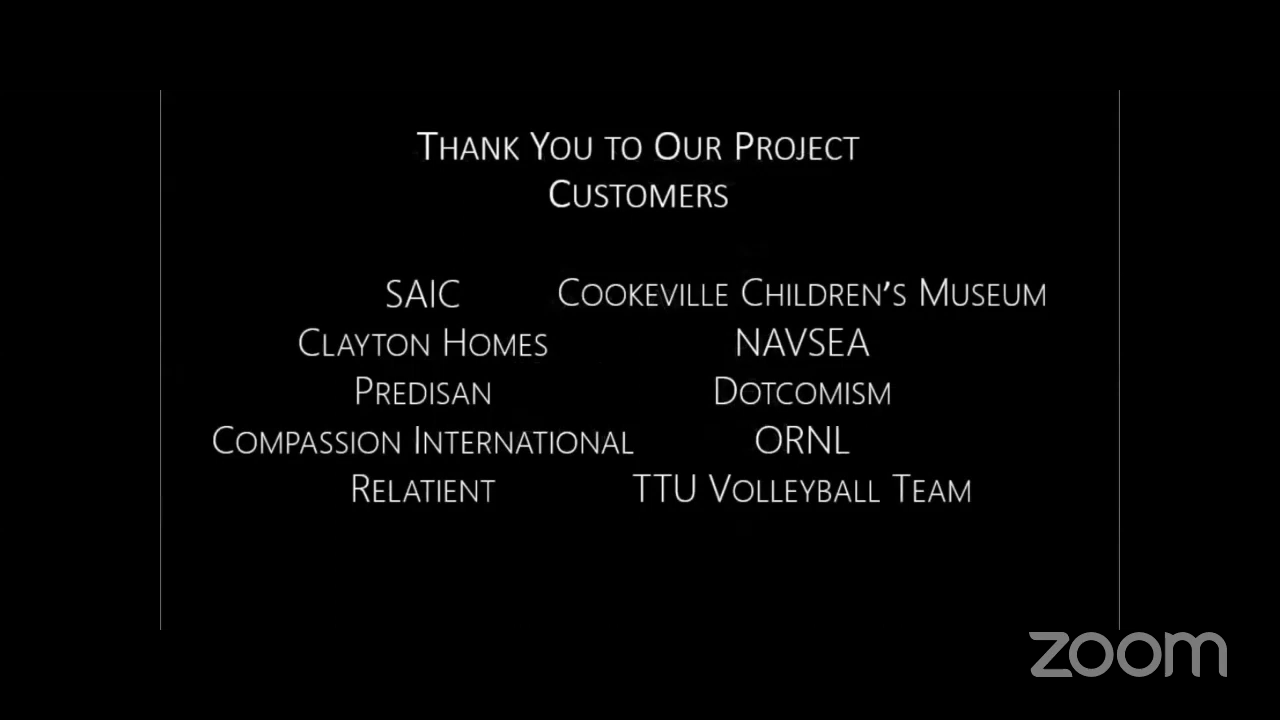 Thank You to Our Project
Customers
SAIC
Clayton Homes
Predisan
Compassion International
Relatient
Cookeville Children's Museum
NAVSEA
Dotcomism
ORNL
TTU Volleyball Team
zoom